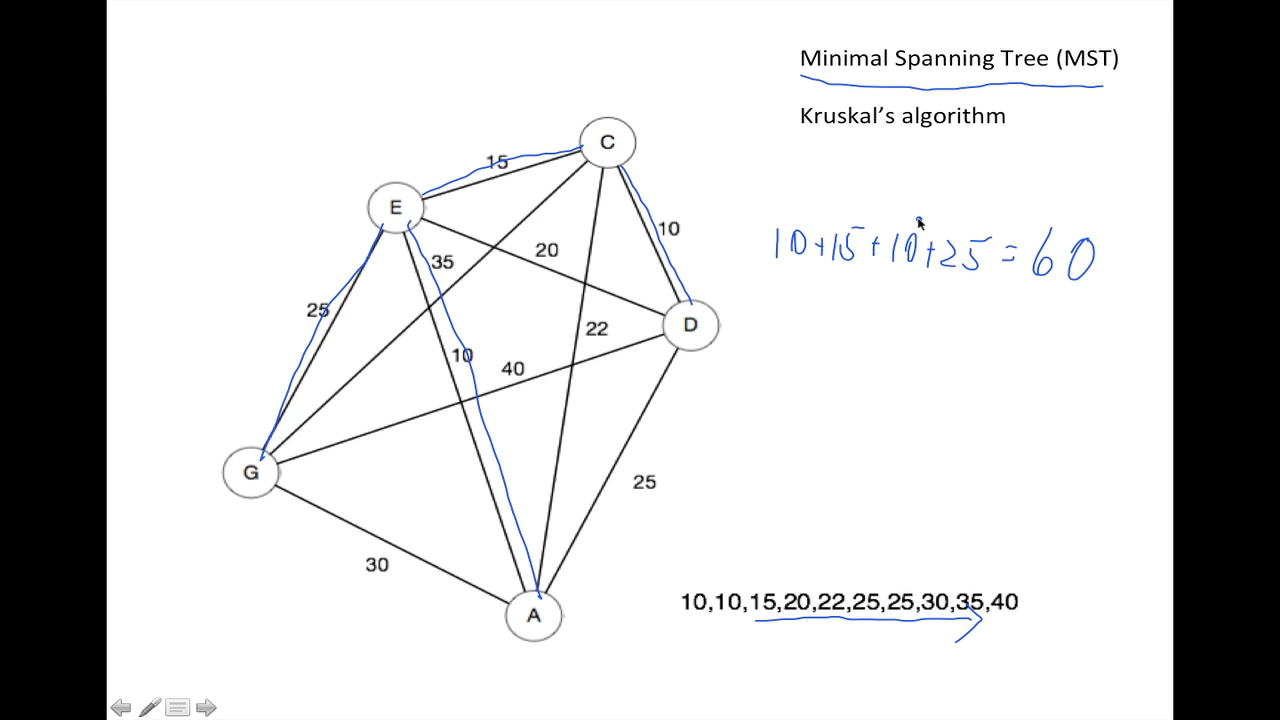 Minimal Spanning Tree (MST)
Kruskal's algorithm
C
15
E
10
10+15+10+25=60
20
35
25
D
22
10
40
G
25
30
10,10,15,20,22,25,25,30,35,40
A